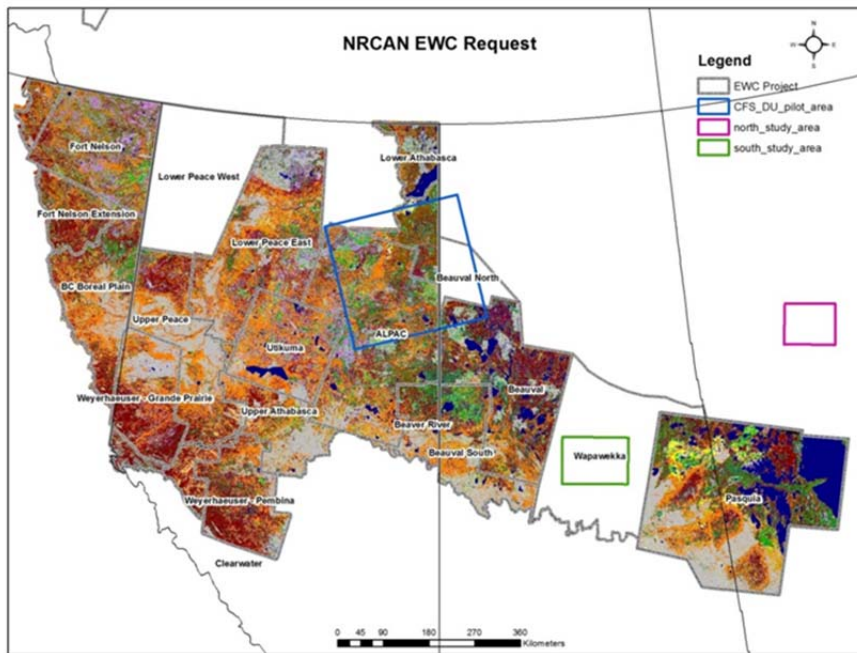 NRCAN EWC Request
N
W
E
S
Legend
EWC Project
CFS_DU_pilot_area
north_study_area
south_study_area
Fort Nelson
Lower Athabasca
Lower Peace West
Fort Nelson Extension
Lower Peace East
Beauval North
BC Boreal Plain
Upper Peace
ALPAC
Utikuma
Beauval
Weyerhaeuser - Grande Prairie
Upper Athabasca
Beaver River
Beauval South
Wapawekka
Pasquia
Weyerhaeuser - Pembina
Clearwater
0 45 90 180 270 360
Kilometers